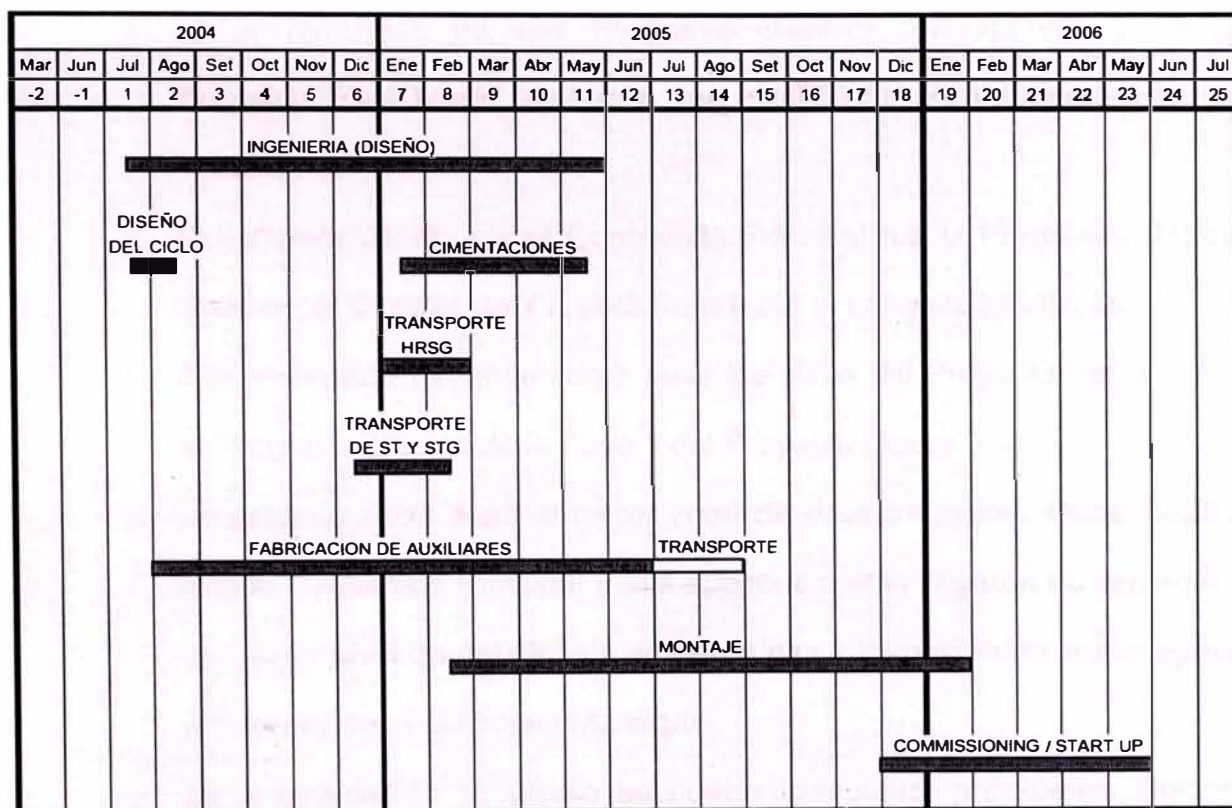 2004 2005 2006
Mar Jun Jul Ago Set Oct Nov Dic Ene Feb Mar Abr May Jun Jul Ago Set Oct Nov Dic Ene Feb Mar Abr May Jun Jul
-2 -1 1 2 3 4 5 6 7 8 9 10 11 12 13 14 15 16 17 18 19 20 21 22 23 24 25
INGENIERIA (DISEÑO)
DISEÑO
DEL CICLO
CIMENTACIONES
TRANSPORTE
HRSG
TRANSPORTE
DE ST Y STG
FABRICACION DE AUXILIARES
TRANSPORTE
MONTAJE
COMMISSIONING / START UP